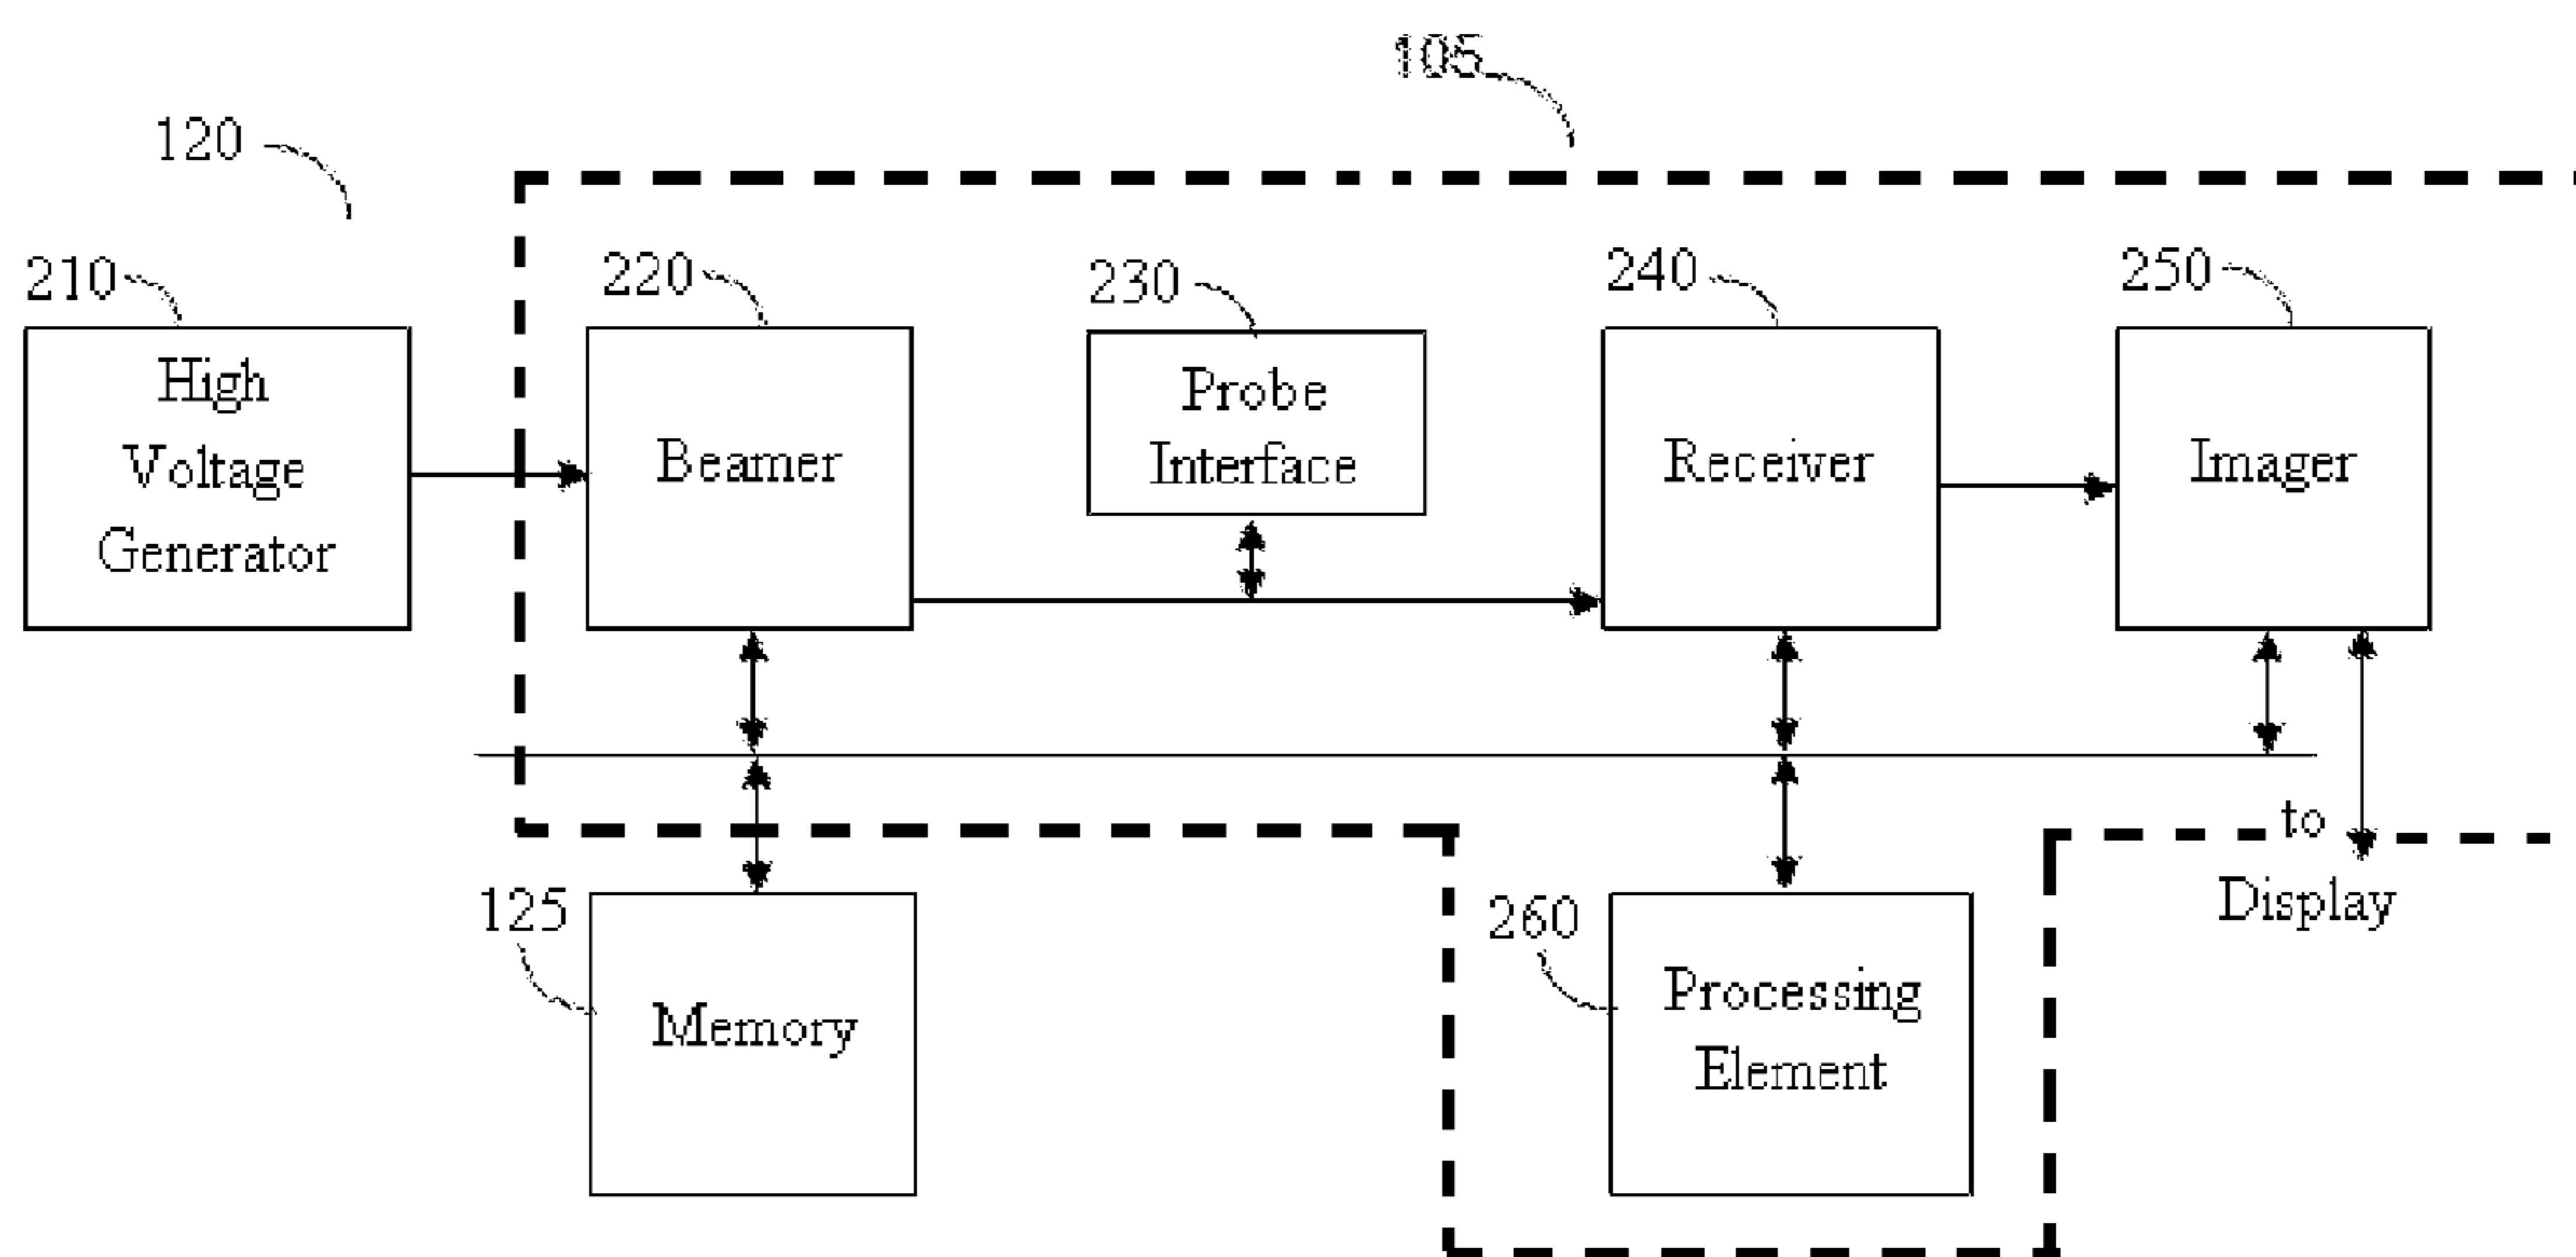 105
120
210
220
230
240
250
High
Voltage
Generator
Beamer
Probe
Interface
Receiver
Imager
to
Display
125
Memory
260
Processing
Element